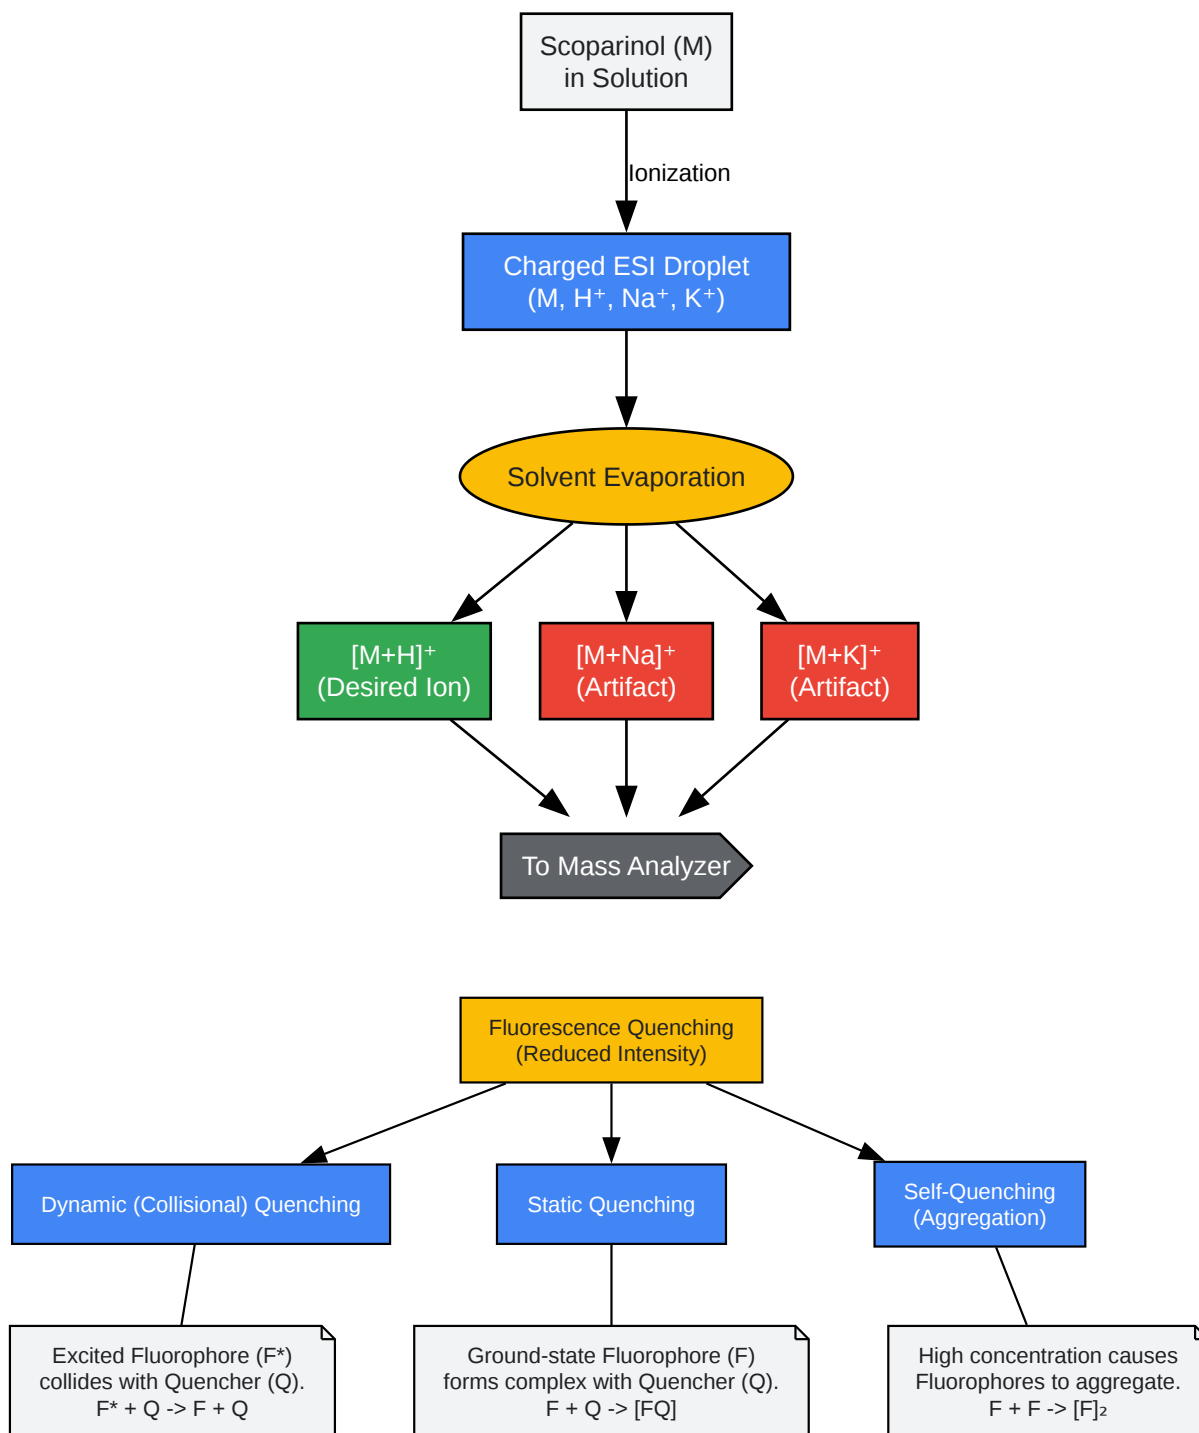 Scoparinol (M)
in Solution
Ionization
Charged ESI Droplet
(M, H⁺, Na⁺, K⁺)
Solvent Evaporation
[M+H]⁺
(Desired Ion)
[M+Na]⁺
(Artifact)
[M+K]⁺
(Artifact)
To Mass Analyzer
Fluorescence Quenching
(Reduced Intensity)
Dynamic (Collisional) Quenching
Static Quenching
Self-Quenching
(Aggregation)
Excited Fluorophore (F*)
collides with Quencher (Q).
F* + Q -> F + Q
Ground-state Fluorophore (F)
forms complex with Quencher (Q).
F + Q -> [FQ]
High concentration causes
Fluorophores to aggregate.
F + F -> [F]₂